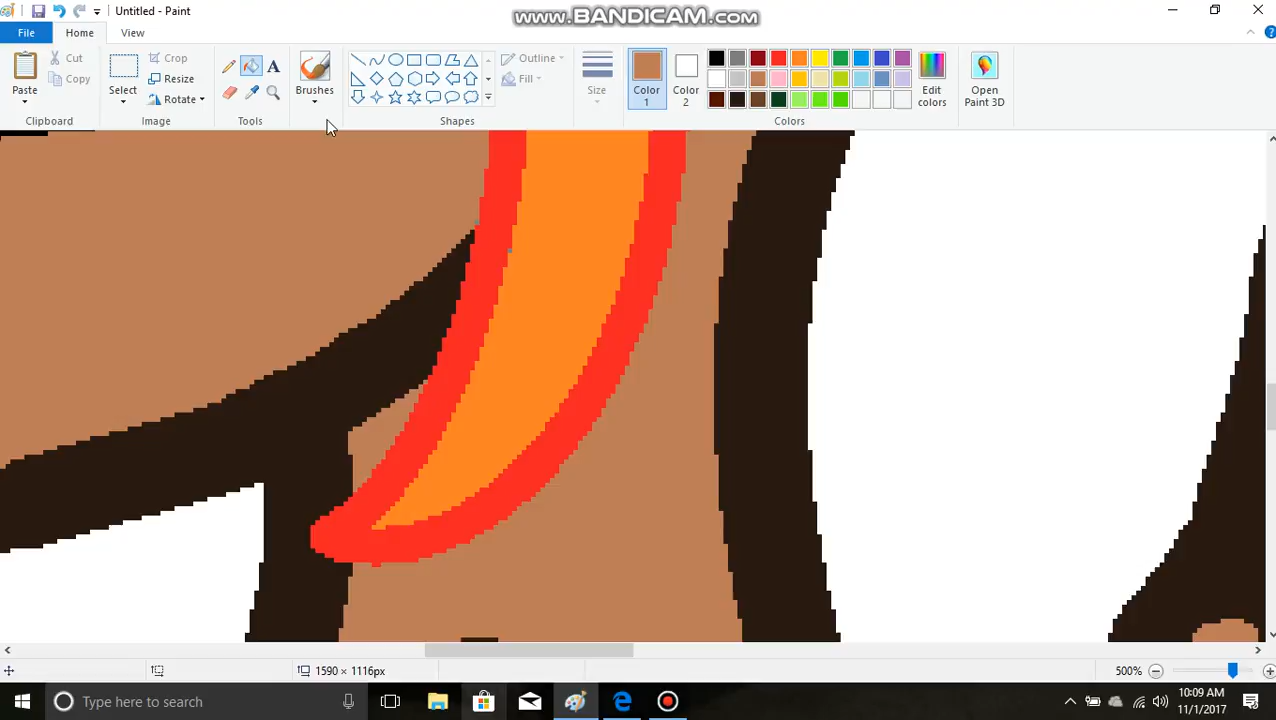 Untitled - Paint
www.BANDICAM.com
File
Home
View
Paste
Cut
Copy
Clipboard
Select
Crop
Resize
Rotate
Image
A
Tools
Brushes
Shapes
Outline
Fill
Size
Color 1
Color 2
Edit colors
Colors
Open Paint 3D
1590 × 1116px
500%
Type here to search
10:09 AM
11/1/2017